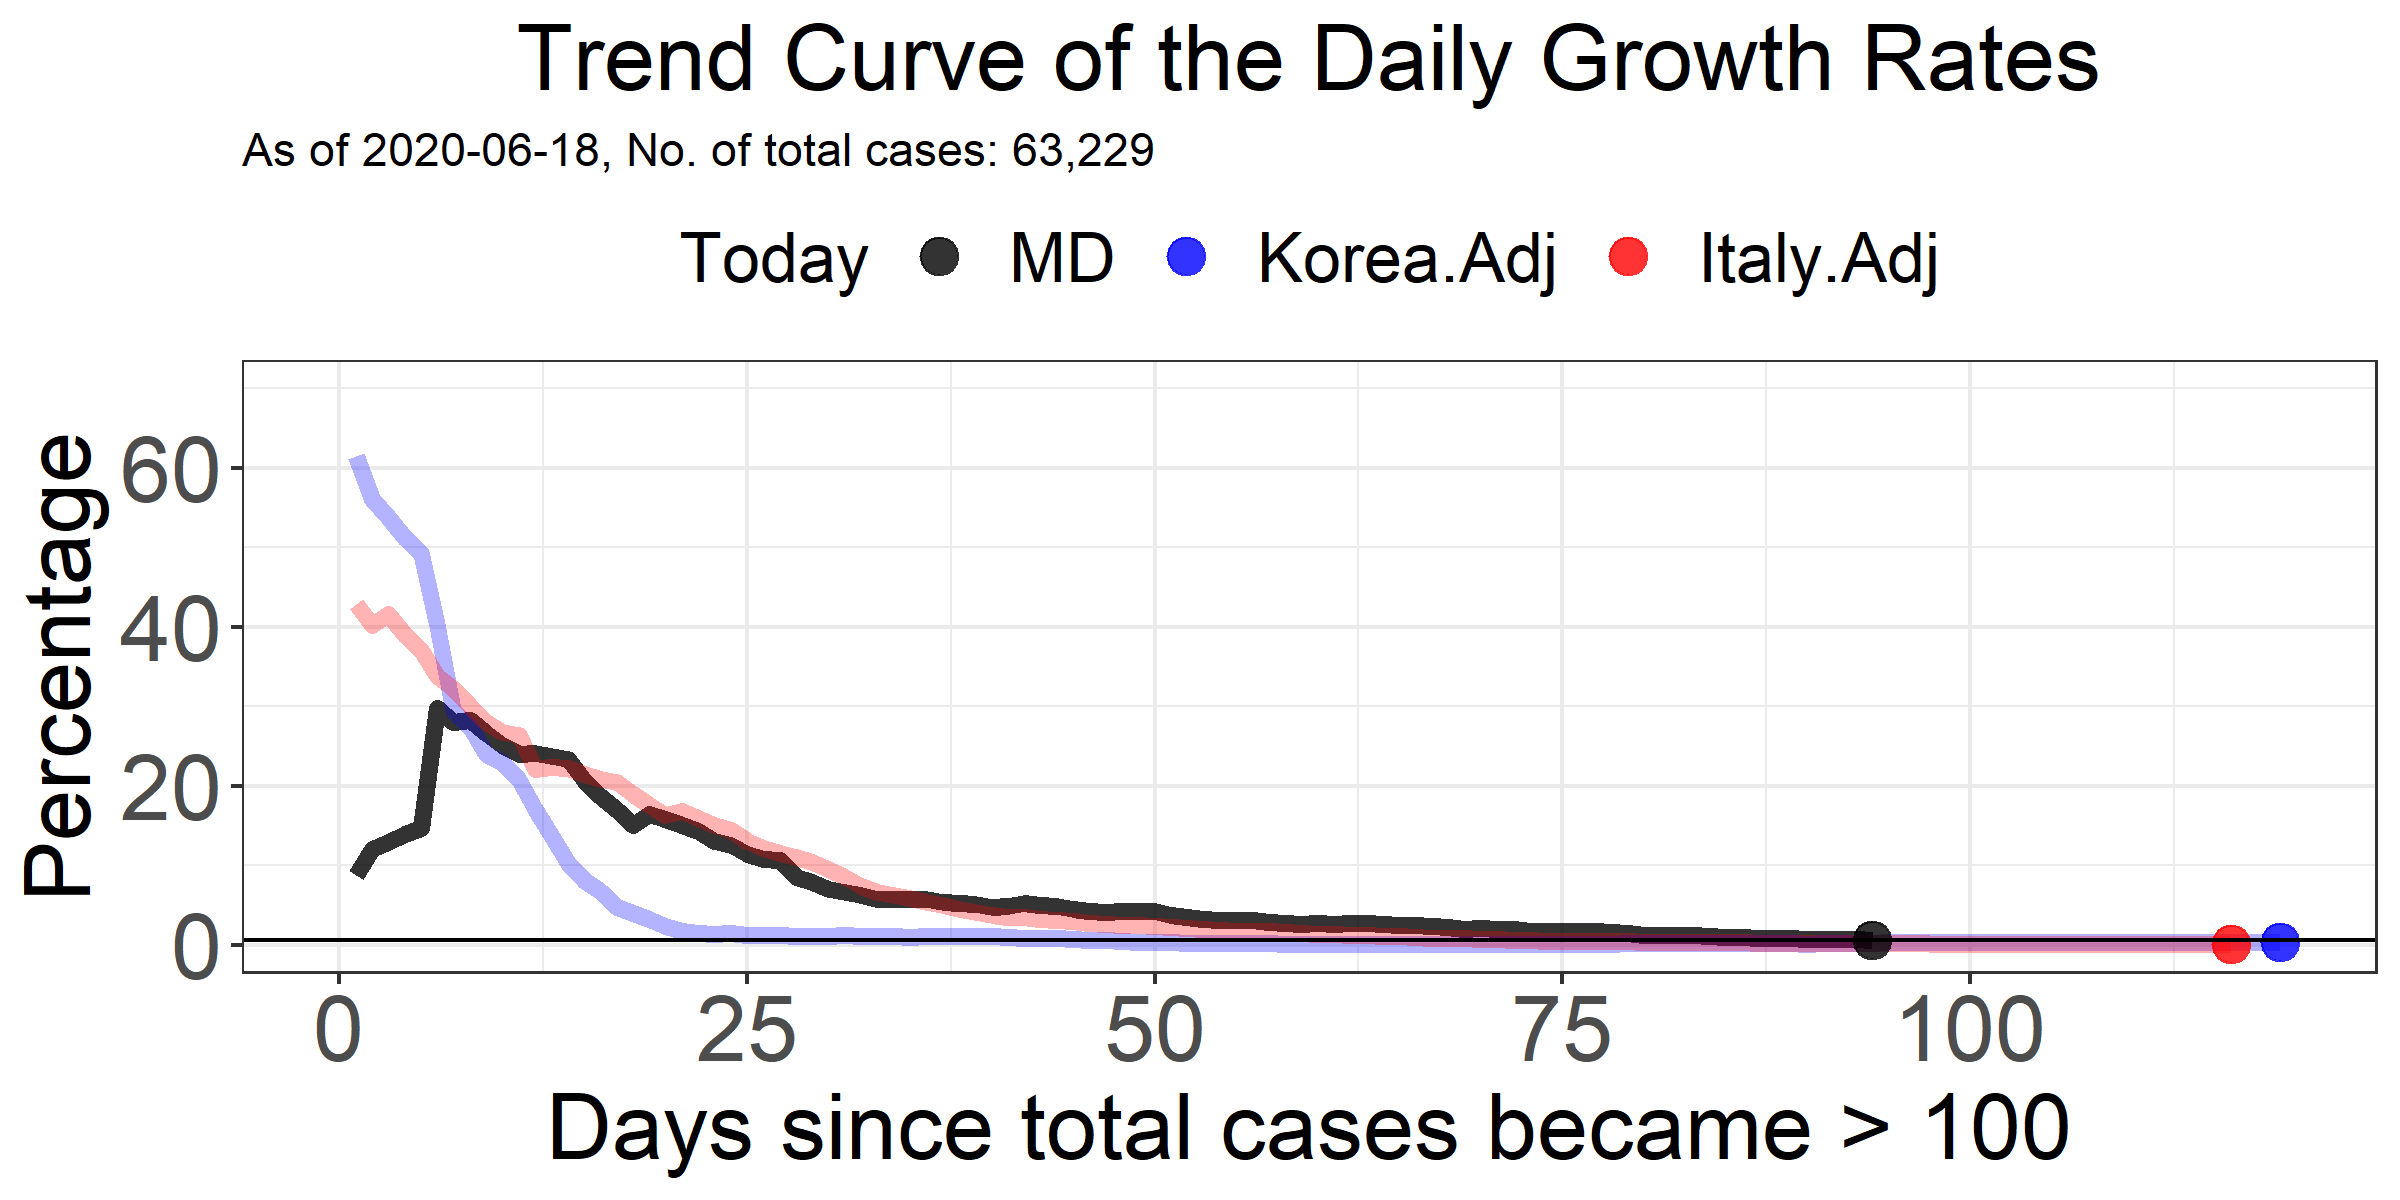 Trend Curve of the Daily Growth Rates
As of 2020-06-18, No. of total cases: 63,229
Today MD Korea.Adj Italy.Adj
Percentage
60
40
20
0
0 25 50 75 100
Days since total cases became > 100